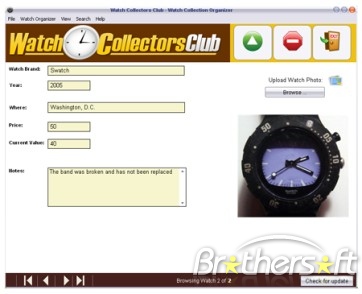 Watch Collectors Club - Watch Collection Organizer
File Watch Organizer View Search Help
Watch Collectors Club
Watch Brand: Swatch
Year: 2005
Where: Washington, D.C.
Price: 50
Current Value: 40
Notes: The band was broken and has not been replaced
Upload Watch Photo:
Browse...
Brothersoft
Browsing Watch 2 of 2
Check for update